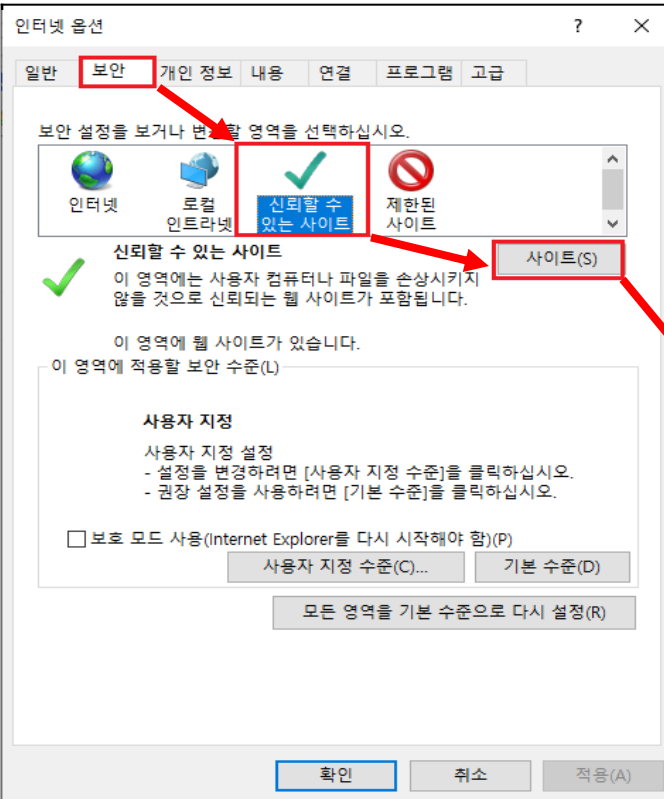 인터넷 옵션 ?
일반 보안 개인 정보 내용 연결 프로그램 고급
보안 설정을 보거나 변경할 영역을 선택하십시오.
인터넷
로컬
인트라넷
신뢰할 수
있는 사이트
제한된
사이트
신뢰할 수 있는 사이트
사이트(S)
이 영역에는 사용자 컴퓨터나 파일을 손상시키지
않을 것으로 신뢰되는 웹 사이트가 포함됩니다.
이 영역에 웹 사이트가 있습니다.
이 영역에 적용할 보안 수준(L)
사용자 지정
사용자 지정 설정
- 설정을 변경하려면 [사용자 지정 수준]을 클릭하십시오.
- 권장 설정을 사용하려면 [기본 수준]을 클릭하십시오.
보호 모드 사용(Internet Explorer를 다시 시작해야 함)(P)
사용자 지정 수준(C)... 기본 수준(D)
모든 영역을 기본 수준으로 다시 설정(R)
확인 취소 적용(A)